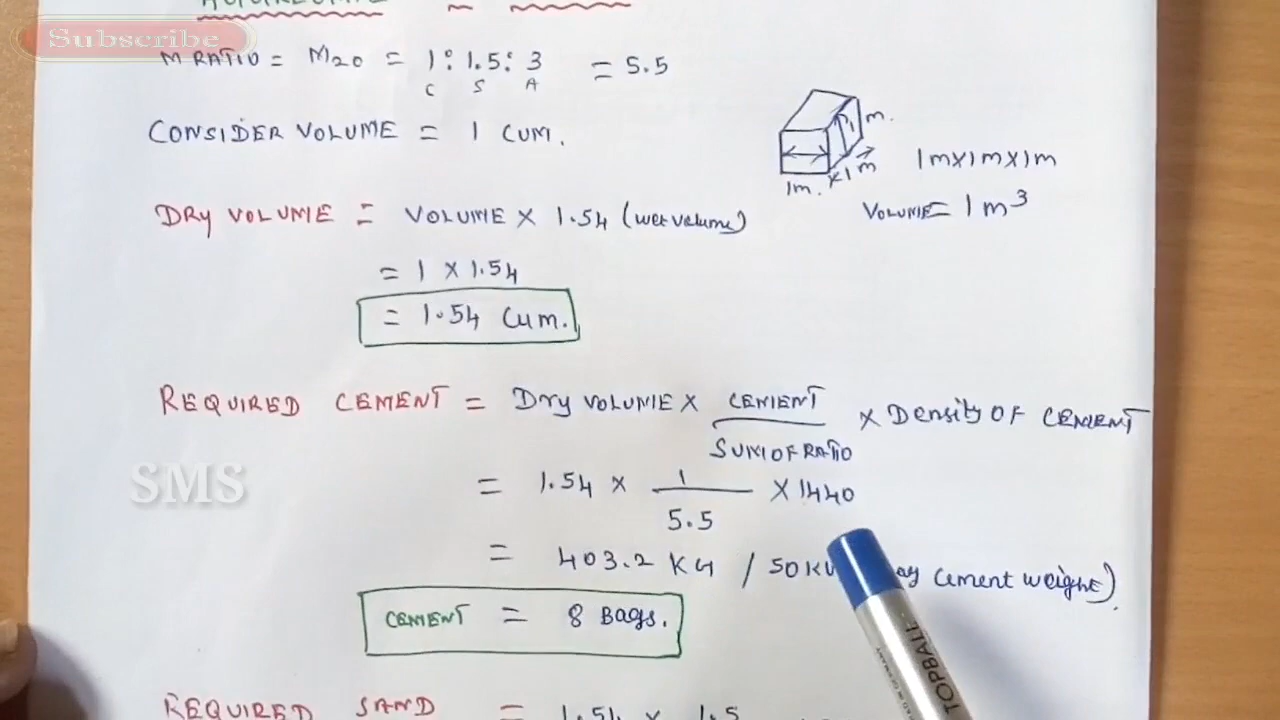 Subscribe
M RATIO = M20 = 1 : 1.5 : 3 = 5.5
C S A
CONSIDER VOLUME = 1 CUM.
1m. x 1m 1m.
1m x 1m x 1m
VOLUME = 1 m³
DRY VOLUME = VOLUME X 1.54 (wet volume)
= 1 X 1.54
= 1.54 Cum.
REQUIRED CEMENT = Dry VOLUME X CEMENT / SUM OF RATIO X Density OF CEMENT
SMS
= 1.54 X 1 / 5.5 X 1440
= 403.2 KG / 50 cement weight)
CEMENT = 8 Bags.
TOPBALL
REQUIRED SAND = 1.54 x 1.5